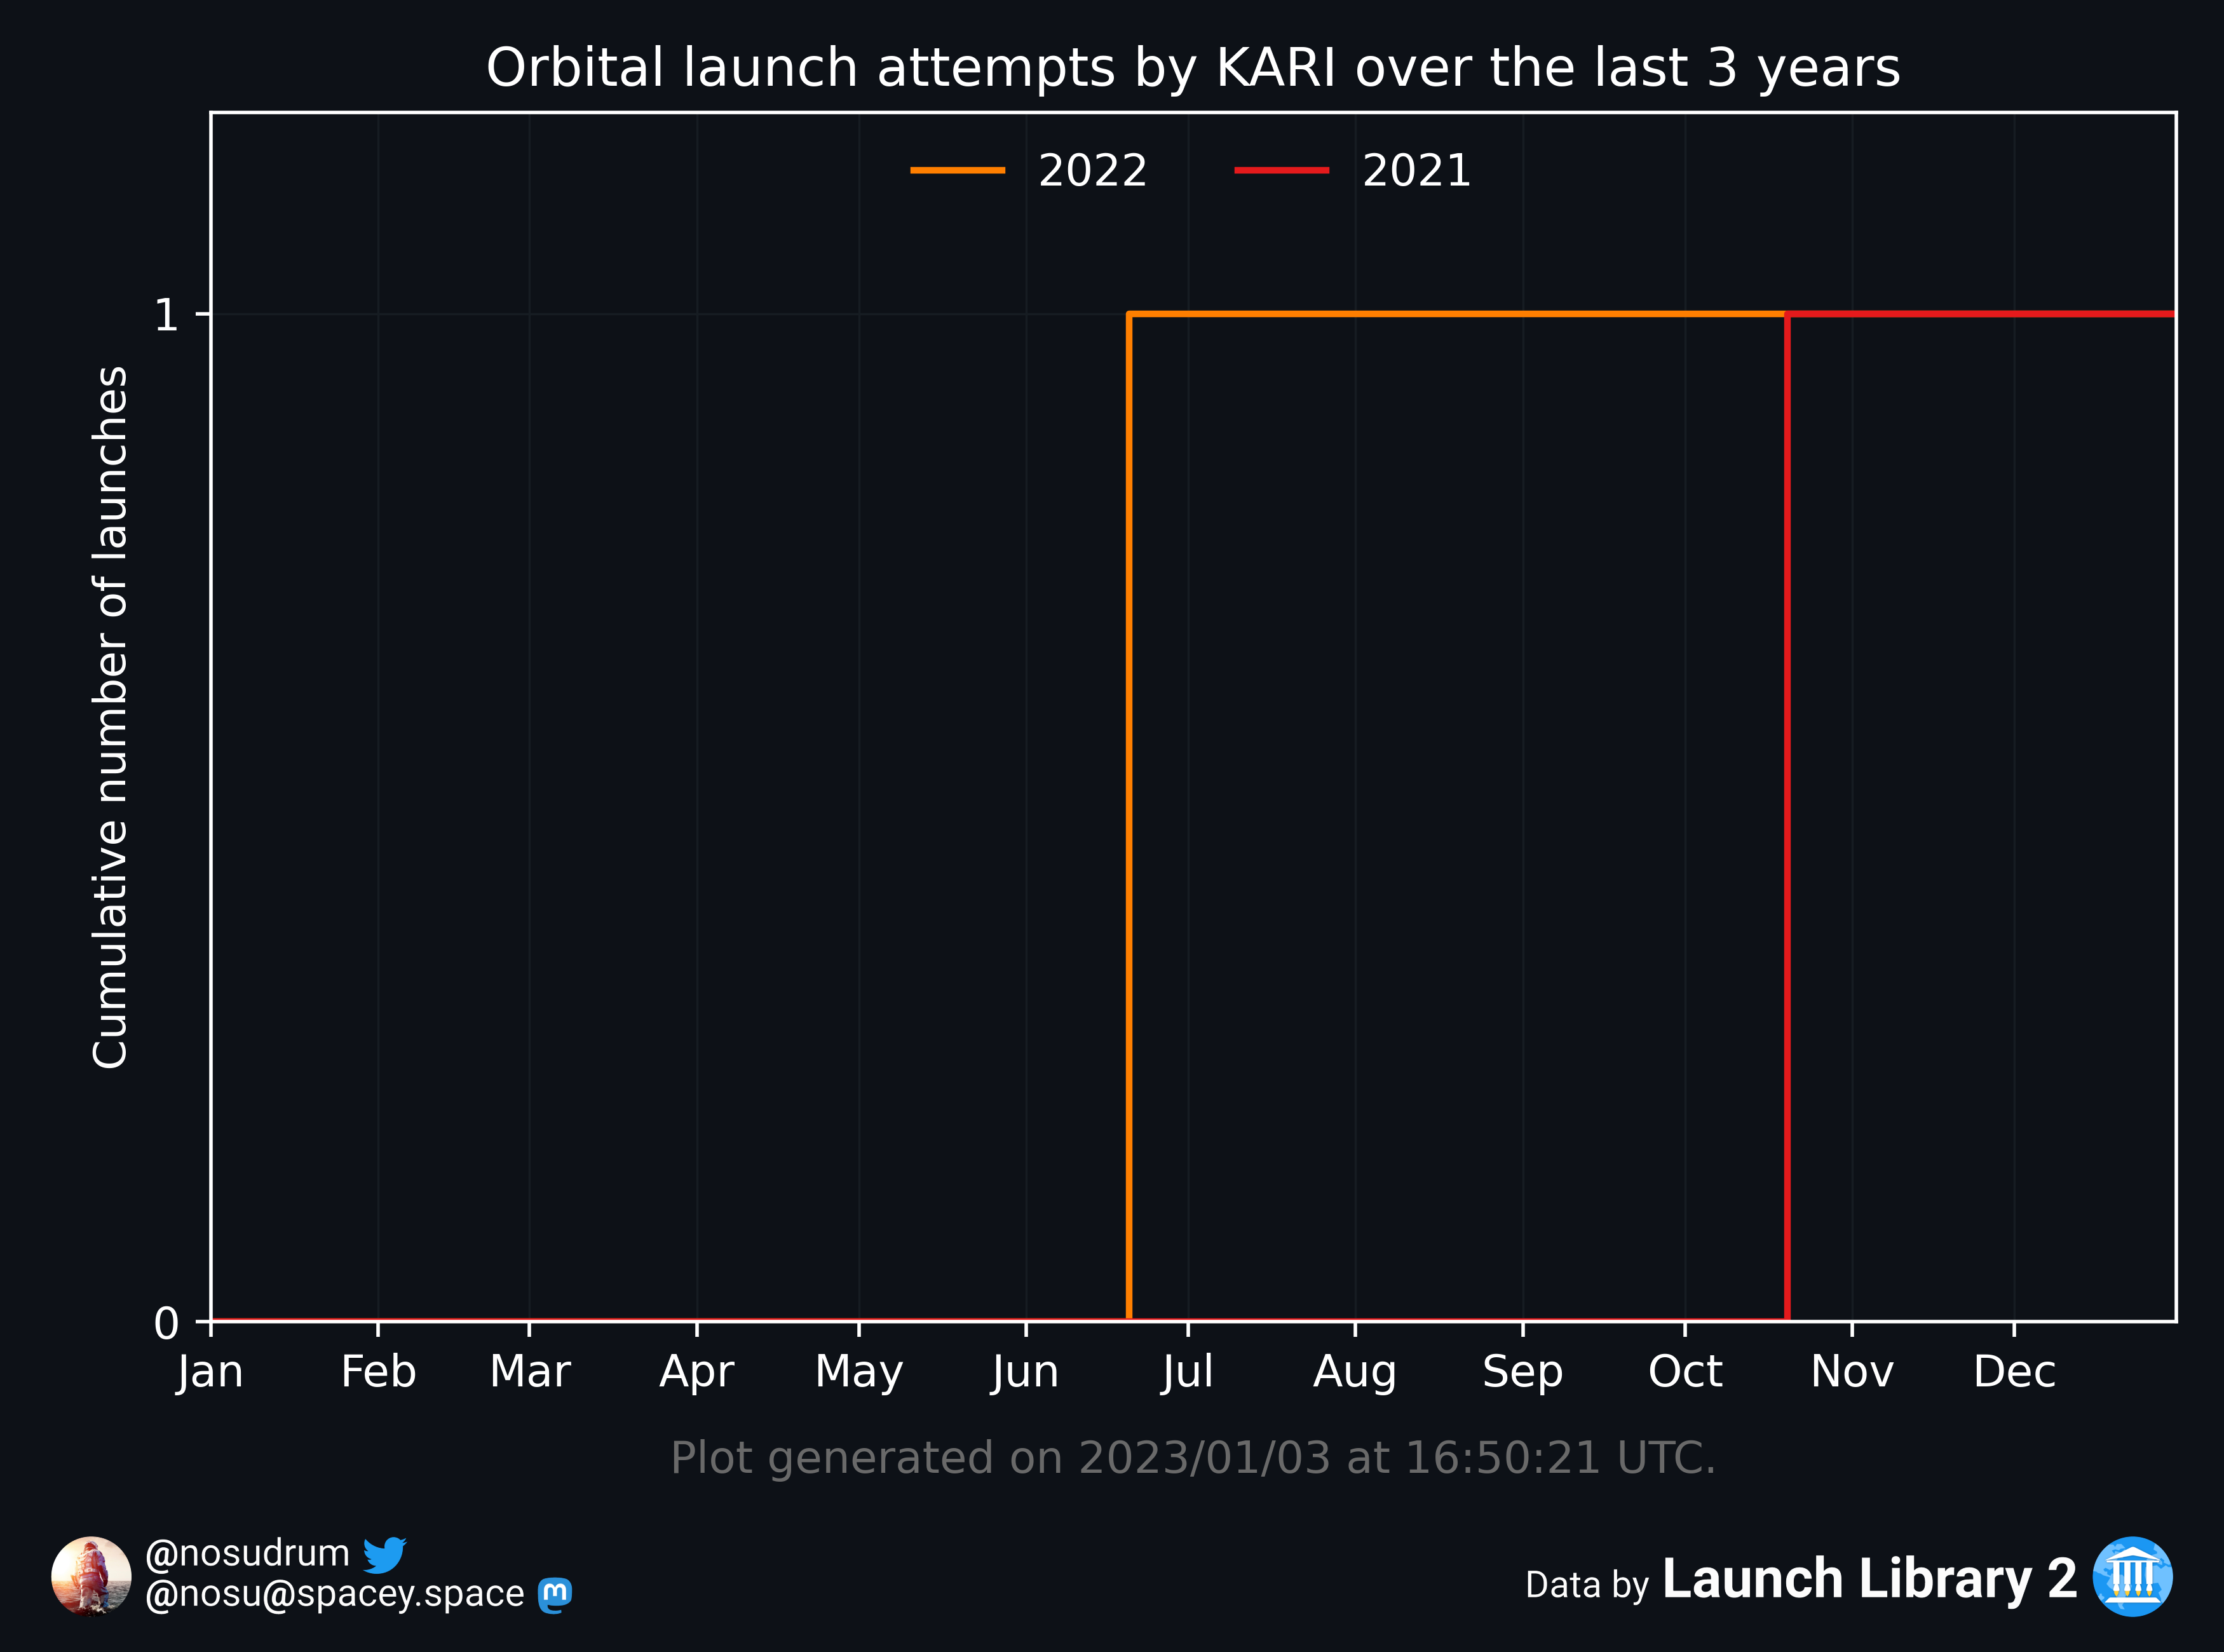 Orbital launch attempts by KARI over the last 3 years
2022 2021
Cumulative number of launches
1
0
Jan Feb Mar Apr May Jun Jul Aug Sep Oct Nov Dec
Plot generated on 2023/01/03 at 16:50:21 UTC.
@nosudrum
@nosu@spacey.space
Data by Launch Library 2